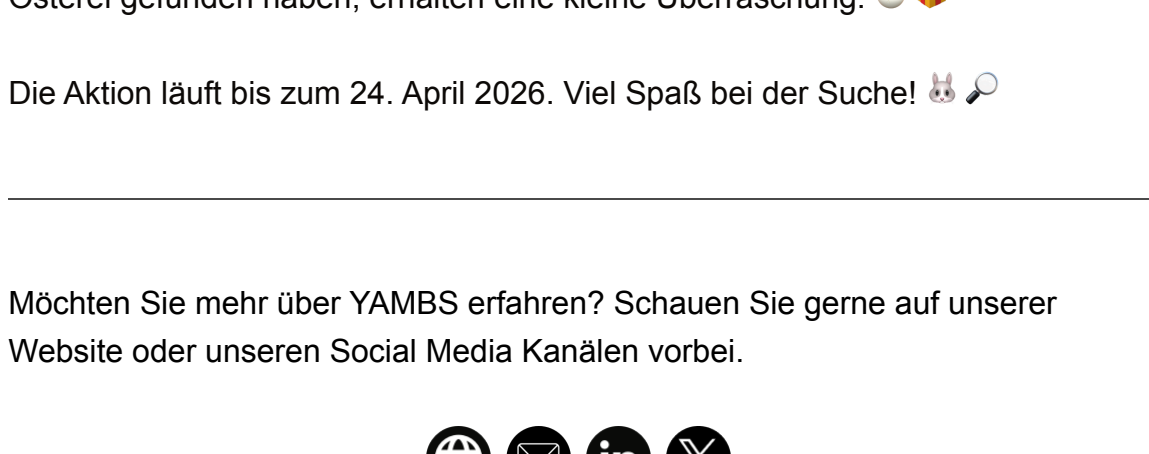 Osterei gefunden haben, erhalten eine kleine Überraschung. 🥚🎁
Die Aktion läuft bis zum 24. April 2026. Viel Spaß bei der Suche! 🐰🔎
Möchten Sie mehr über YAMBS erfahren? Schauen Sie gerne auf unserer
Website oder unseren Social Media Kanälen vorbei.